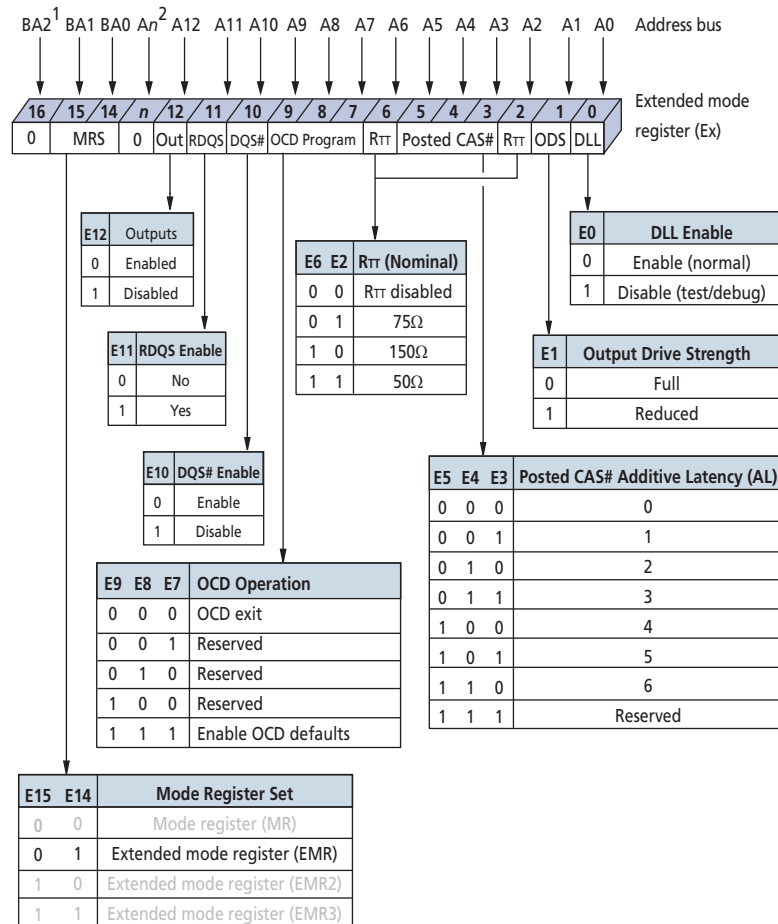 BA2¹ BA1 BA0 An² A12 A11 A10 A9 A8 A7 A6 A5 A4 A3 A2 A1 A0 Address bus
16 15 14 n 12 11 10 9 8 7 6 5 4 3 2 1 0
Extended mode
register (Ex)
0 MRS 0 Out RDQS DQS# OCD Program RTT Posted CAS# RTT ODS DLL
E12 Outputs
0 Enabled
1 Disabled
E6 E2 RTT (Nominal)
0 0 RTT disabled
0 1 75Ω
1 0 150Ω
1 1 50Ω
E0 DLL Enable
0 Enable (normal)
1 Disable (test/debug)
E11 RDQS Enable
0 No
1 Yes
E1 Output Drive Strength
0 Full
1 Reduced
E10 DQS# Enable
0 Enable
1 Disable
E5 E4 E3 Posted CAS# Additive Latency (AL)
0 0 0 0
0 0 1 1
0 1 0 2
0 1 1 3
1 0 0 4
1 0 1 5
1 1 0 6
1 1 1 Reserved
E9 E8 E7 OCD Operation
0 0 0 OCD exit
0 0 1 Reserved
0 1 0 Reserved
1 0 0 Reserved
1 1 1 Enable OCD defaults
E15 E14 Mode Register Set
0 0 Mode register (MR)
0 1 Extended mode register (EMR)
1 0 Extended mode register (EMR2)
1 1 Extended mode register (EMR3)